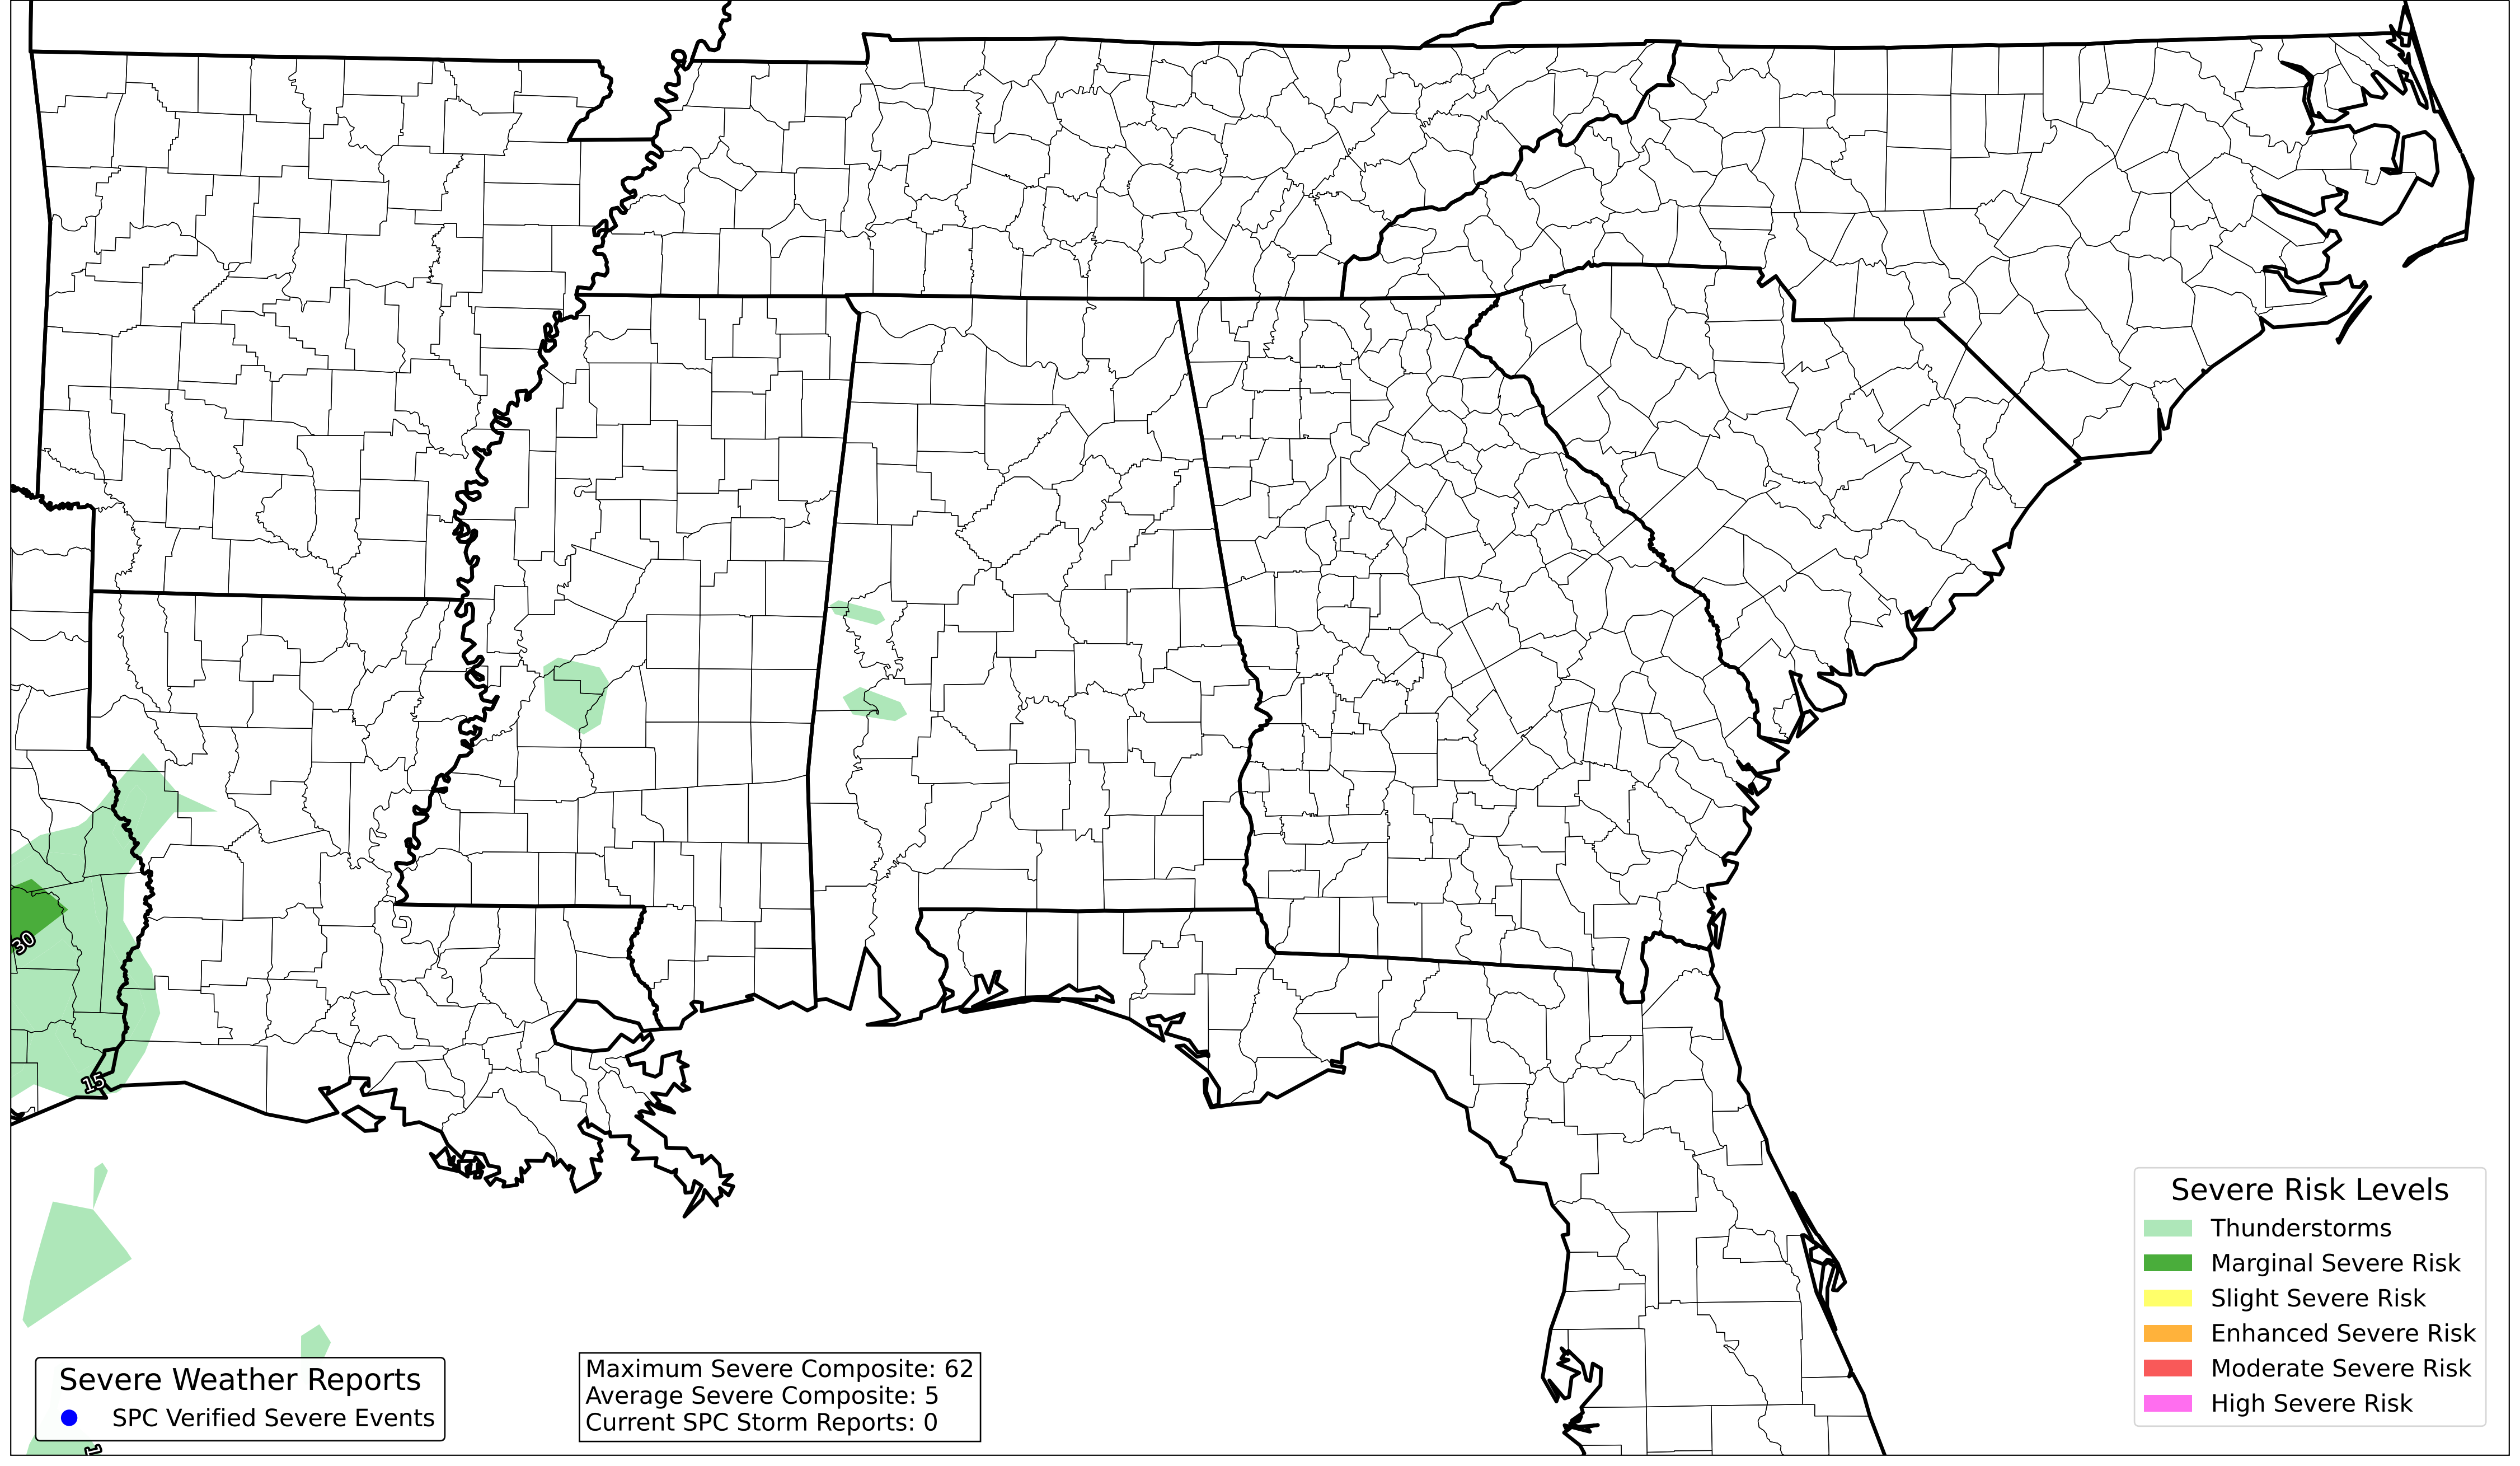 30
15
Severe Risk Levels
Thunderstorms
Marginal Severe Risk
Slight Severe Risk
Enhanced Severe Risk
Moderate Severe Risk
High Severe Risk
Severe Weather Reports
SPC Verified Severe Events
Maximum Severe Composite: 62
Average Severe Composite: 5
Current SPC Storm Reports: 0